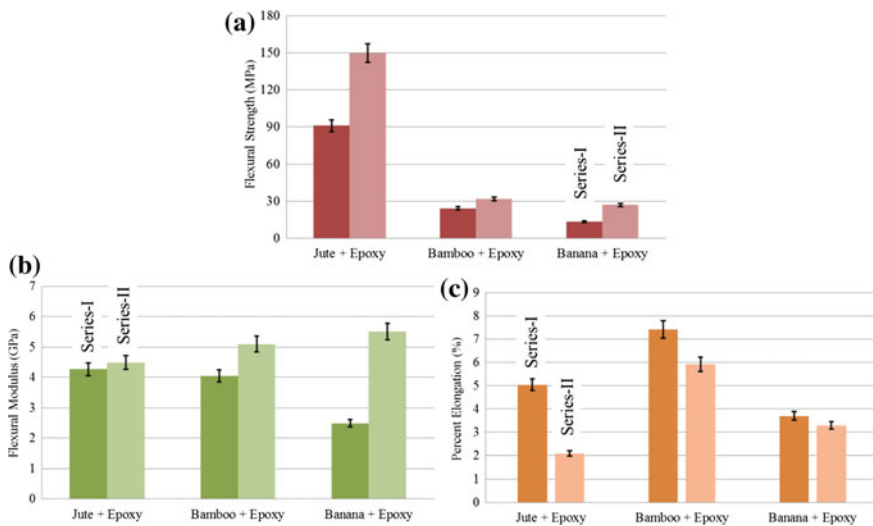 (a)
Flexural Strength (MPa)
180
150
120
90
60
30
0
Series-I
Series-II
Jute + Epoxy
Bamboo + Epoxy
Banana + Epoxy
(b)
Flexural Modulus (GPa)
7
6
5
4
3
2
1
0
Series-I
Series-II
Jute + Epoxy
Bamboo + Epoxy
Banana + Epoxy
(c)
Percent Elongation (%)
9
8
7
6
5
4
3
2
1
0
Series-I
Series-II
Jute + Epoxy
Bamboo + Epoxy
Banana + Epoxy